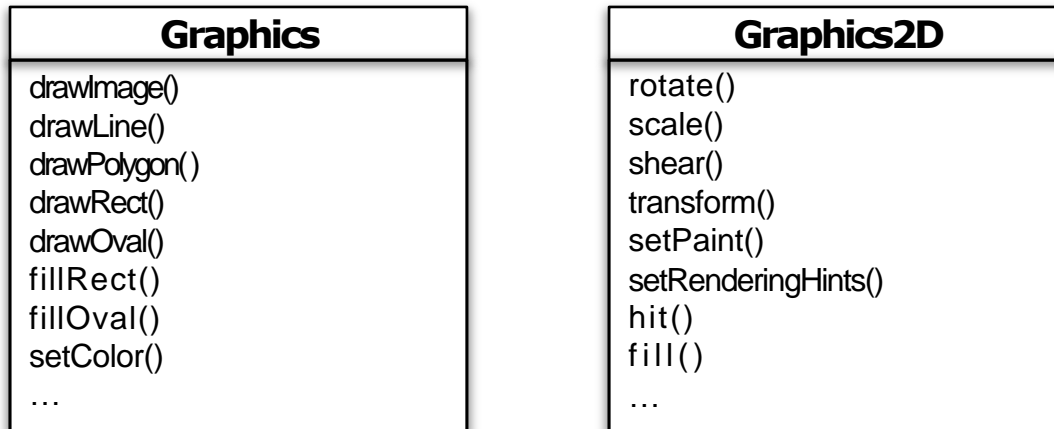 Graphics
drawImage()
drawLine()
drawPolygon()
drawRect()
drawOval()
fillRect()
fillOval()
setColor()
…
Graphics2D
rotate()
scale()
shear()
transform()
setPaint()
setRenderingHints()
hit()
fill()
…